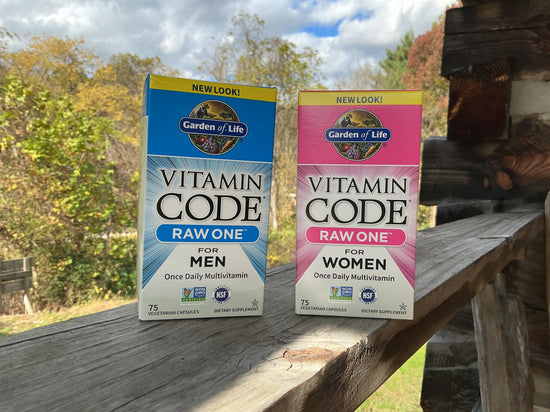 NEW LOOK!
Garden of Life
VITAMIN
CODE
RAW ONE™
FOR
MEN
Once Daily Multivitamin
NSF
75
VEGETARIAN CAPSULES
DIETARY SUPPLEMENT
NEW LOOK!
Garden of Life
VITAMIN
CODE
RAW ONE™
FOR
WOMEN
Once Daily Multivitamin
NSF
75
VEGETARIAN CAPSULES
DIETARY SUPPLEMENT